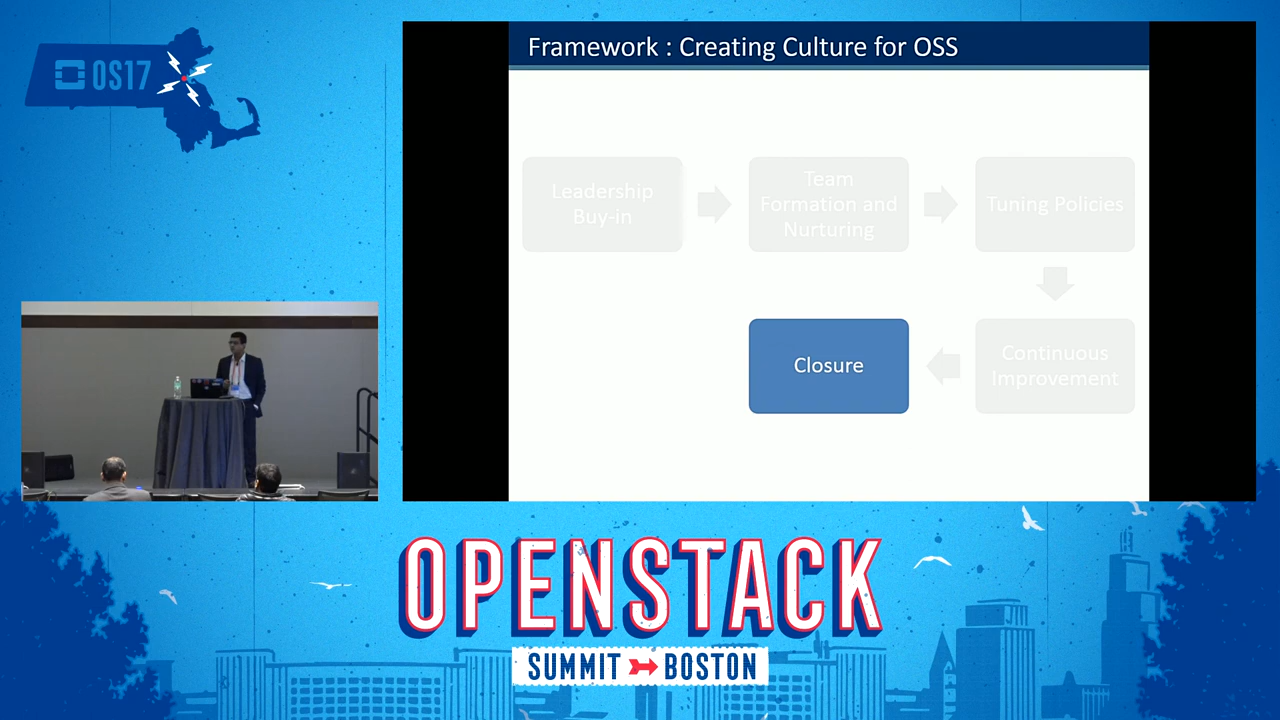 OS17
Framework : Creating Culture for OSS
Leadership
Buy-in
Team
Formation and
Nurturing
Tuning Policies
Closure
Continuous
Improvement
OPENSTACK
SUMMIT BOSTON